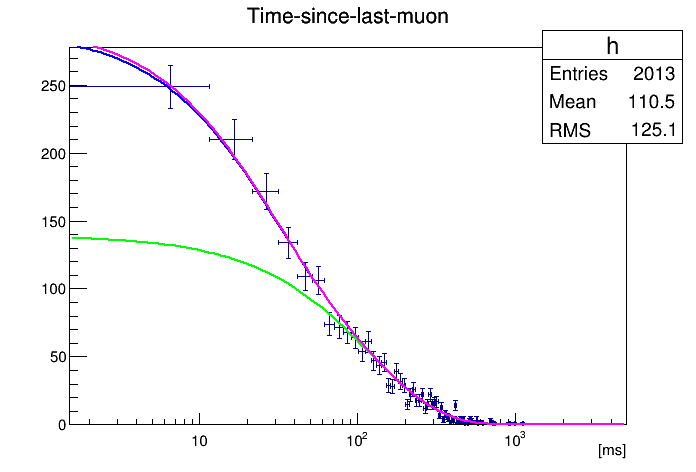 Time-since-last-muon
h
Entries 2013
Mean 110.5
RMS 125.1
250
200
150
100
50
0
10 10² 10³
[ms]